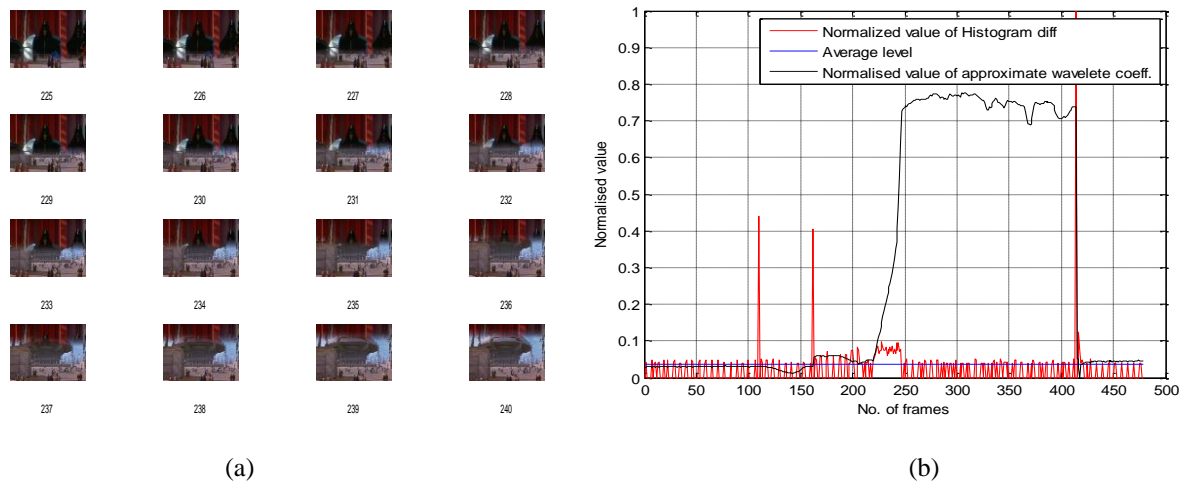 225 226 227 228
229 230 231 232
233 234 235 236
237 238 239 240
(a)
Normalized value of Histogram diff
Average level
Normalised value of approximate wavelete coeff.
Normalised value
1
0.9
0.8
0.7
0.6
0.5
0.4
0.3
0.2
0.1
0
0 50 100 150 200 250 300 350 400 450 500
No. of frames
(b)